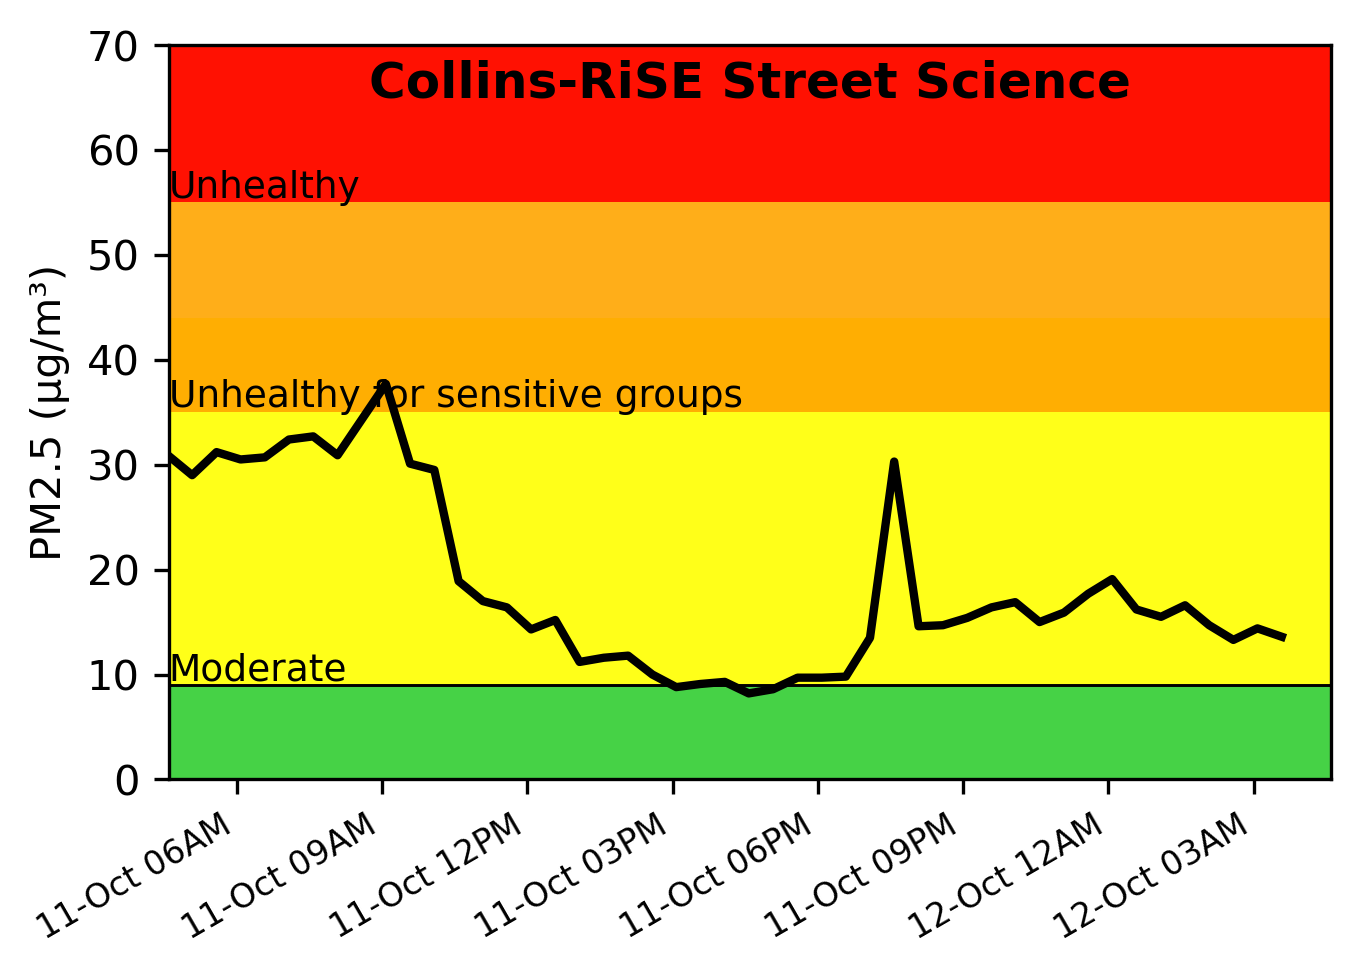 Collins-RiSE Street Science
PM2.5 (µg/m³)
70
60
50
40
30
20
10
0
Unhealthy
Unhealthy for sensitive groups
Moderate
11-Oct 06AM
11-Oct 09AM
11-Oct 12PM
11-Oct 03PM
11-Oct 06PM
11-Oct 09PM
12-Oct 12AM
12-Oct 03AM